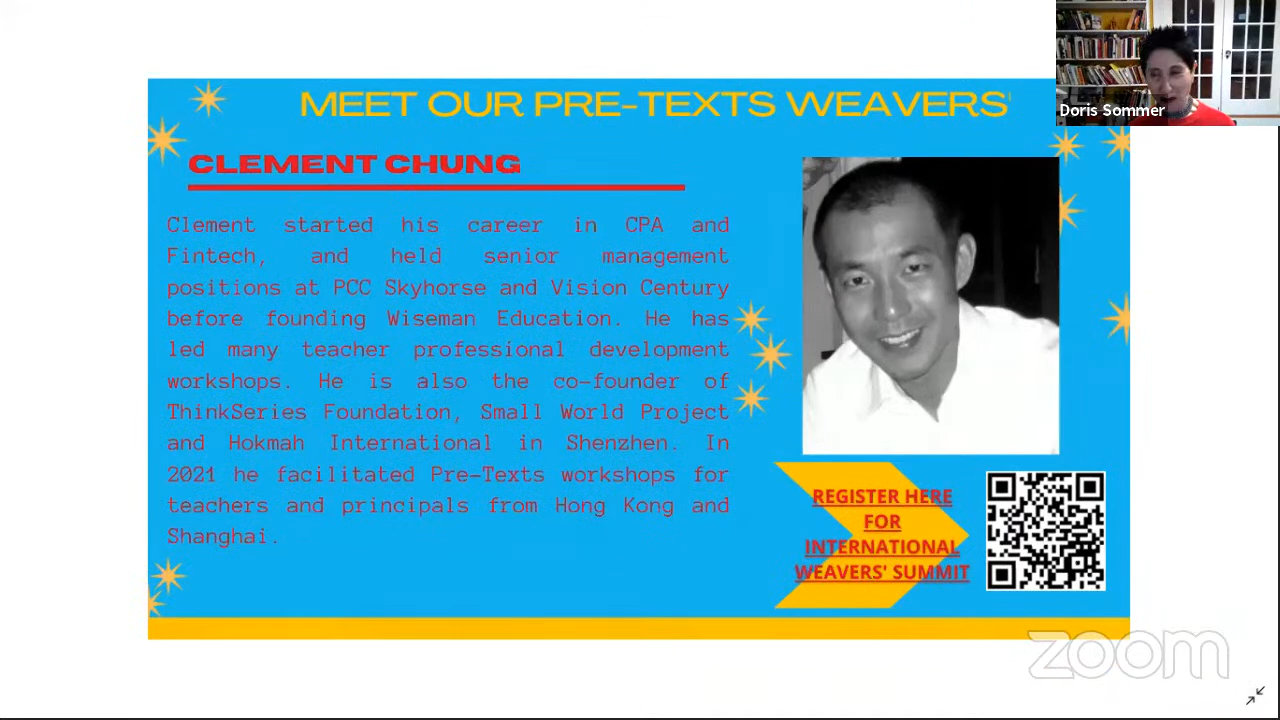 MEET OUR PRE-TEXTS WEAVERS
Doris Sommer
CLEMENT CHUNG
Clement started his career in CPA and
Fintech, and held senior management
positions at PCC Skyhorse and Vision Century
before founding Wiseman Education. He has
led many teacher professional development
workshops. He is also the co-founder of
ThinkSeries Foundation, Small World Project
and Hokmah International in Shenzhen. In
2021 he facilitated Pre-Texts workshops for
teachers and principals from Hong Kong and
Shanghai.
REGISTER HERE
FOR
INTERNATIONAL
WEAVERS' SUMMIT
zoom